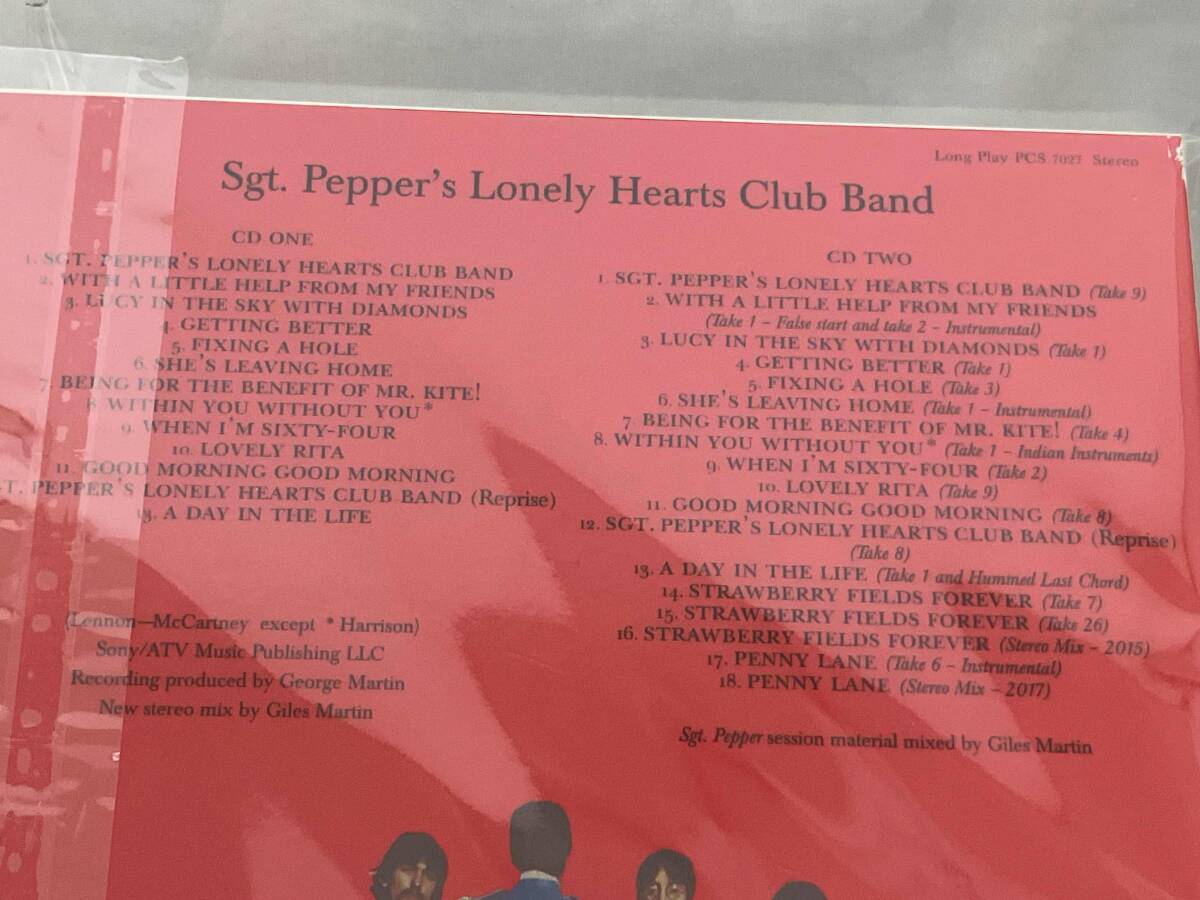 Long Play PCS 7027 Stereo
Sgt. Pepper's Lonely Hearts Club Band
CD ONE
1. SGT. PEPPER'S LONELY HEARTS CLUB BAND
2. WITH A LITTLE HELP FROM MY FRIENDS
3. LUCY IN THE SKY WITH DIAMONDS
4. GETTING BETTER
5. FIXING A HOLE
6. SHE'S LEAVING HOME
7. BEING FOR THE BENEFIT OF MR. KITE!
8. WITHIN YOU WITHOUT YOU*
9. WHEN I'M SIXTY-FOUR
10. LOVELY RITA
11. GOOD MORNING GOOD MORNING
PEPPER'S LONELY HEARTS CLUB BAND (Reprise)
13. A DAY IN THE LIFE
(Lennon—McCartney except *Harrison)
Sony/ATV Music Publishing LLC
Recording produced by George Martin
New stereo mix by Giles Martin
CD TWO
1. SGT. PEPPER'S LONELY HEARTS CLUB BAND (Take 9)
2. WITH A LITTLE HELP FROM MY FRIENDS
(Take 1 – False start and take 2 – Instrumental)
3. LUCY IN THE SKY WITH DIAMONDS (Take 1)
4. GETTING BETTER (Take 1)
5. FIXING A HOLE (Take 3)
6. SHE'S LEAVING HOME (Take 1 – Instrumental)
7. BEING FOR THE BENEFIT OF MR. KITE! (Take 4)
8. WITHIN YOU WITHOUT YOU* (Take 1 – Indian Instruments)
9. WHEN I'M SIXTY-FOUR (Take 2)
10. LOVELY RITA (Take 9)
11. GOOD MORNING GOOD MORNING (Take 8)
12. SGT. PEPPER'S LONELY HEARTS CLUB BAND (Reprise)
(Take 8)
13. A DAY IN THE LIFE (Take 1 and Hummed Last Chord)
14. STRAWBERRY FIELDS FOREVER (Take 7)
15. STRAWBERRY FIELDS FOREVER (Take 26)
16. STRAWBERRY FIELDS FOREVER (Stereo Mix – 2015)
17. PENNY LANE (Take 6 – Instrumental)
18. PENNY LANE (Stereo Mix – 2017)
Sgt. Pepper session material mixed by Giles Martin